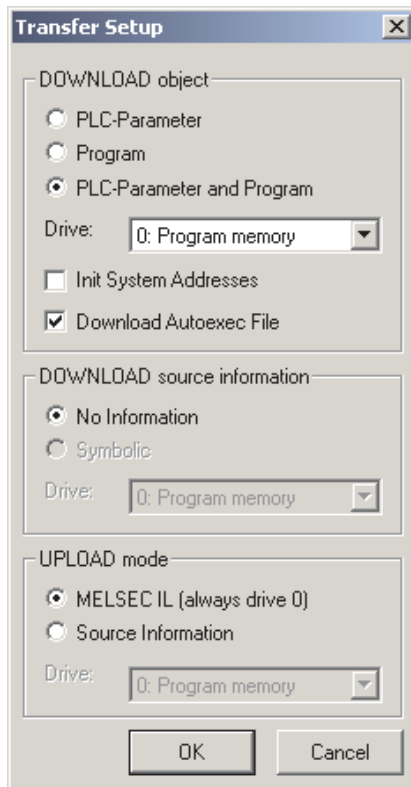 Transfer Setup
DOWNLOAD object
PLC-Parameter
Program
PLC-Parameter and Program
Drive: 0: Program memory
Init System Addresses
Download Autoexec File
DOWNLOAD source information
No Information
Symbolic
Drive: 0: Program memory
UPLOAD mode
MELSEC IL (always drive 0)
Source Information
Drive: 0: Program memory
OK Cancel